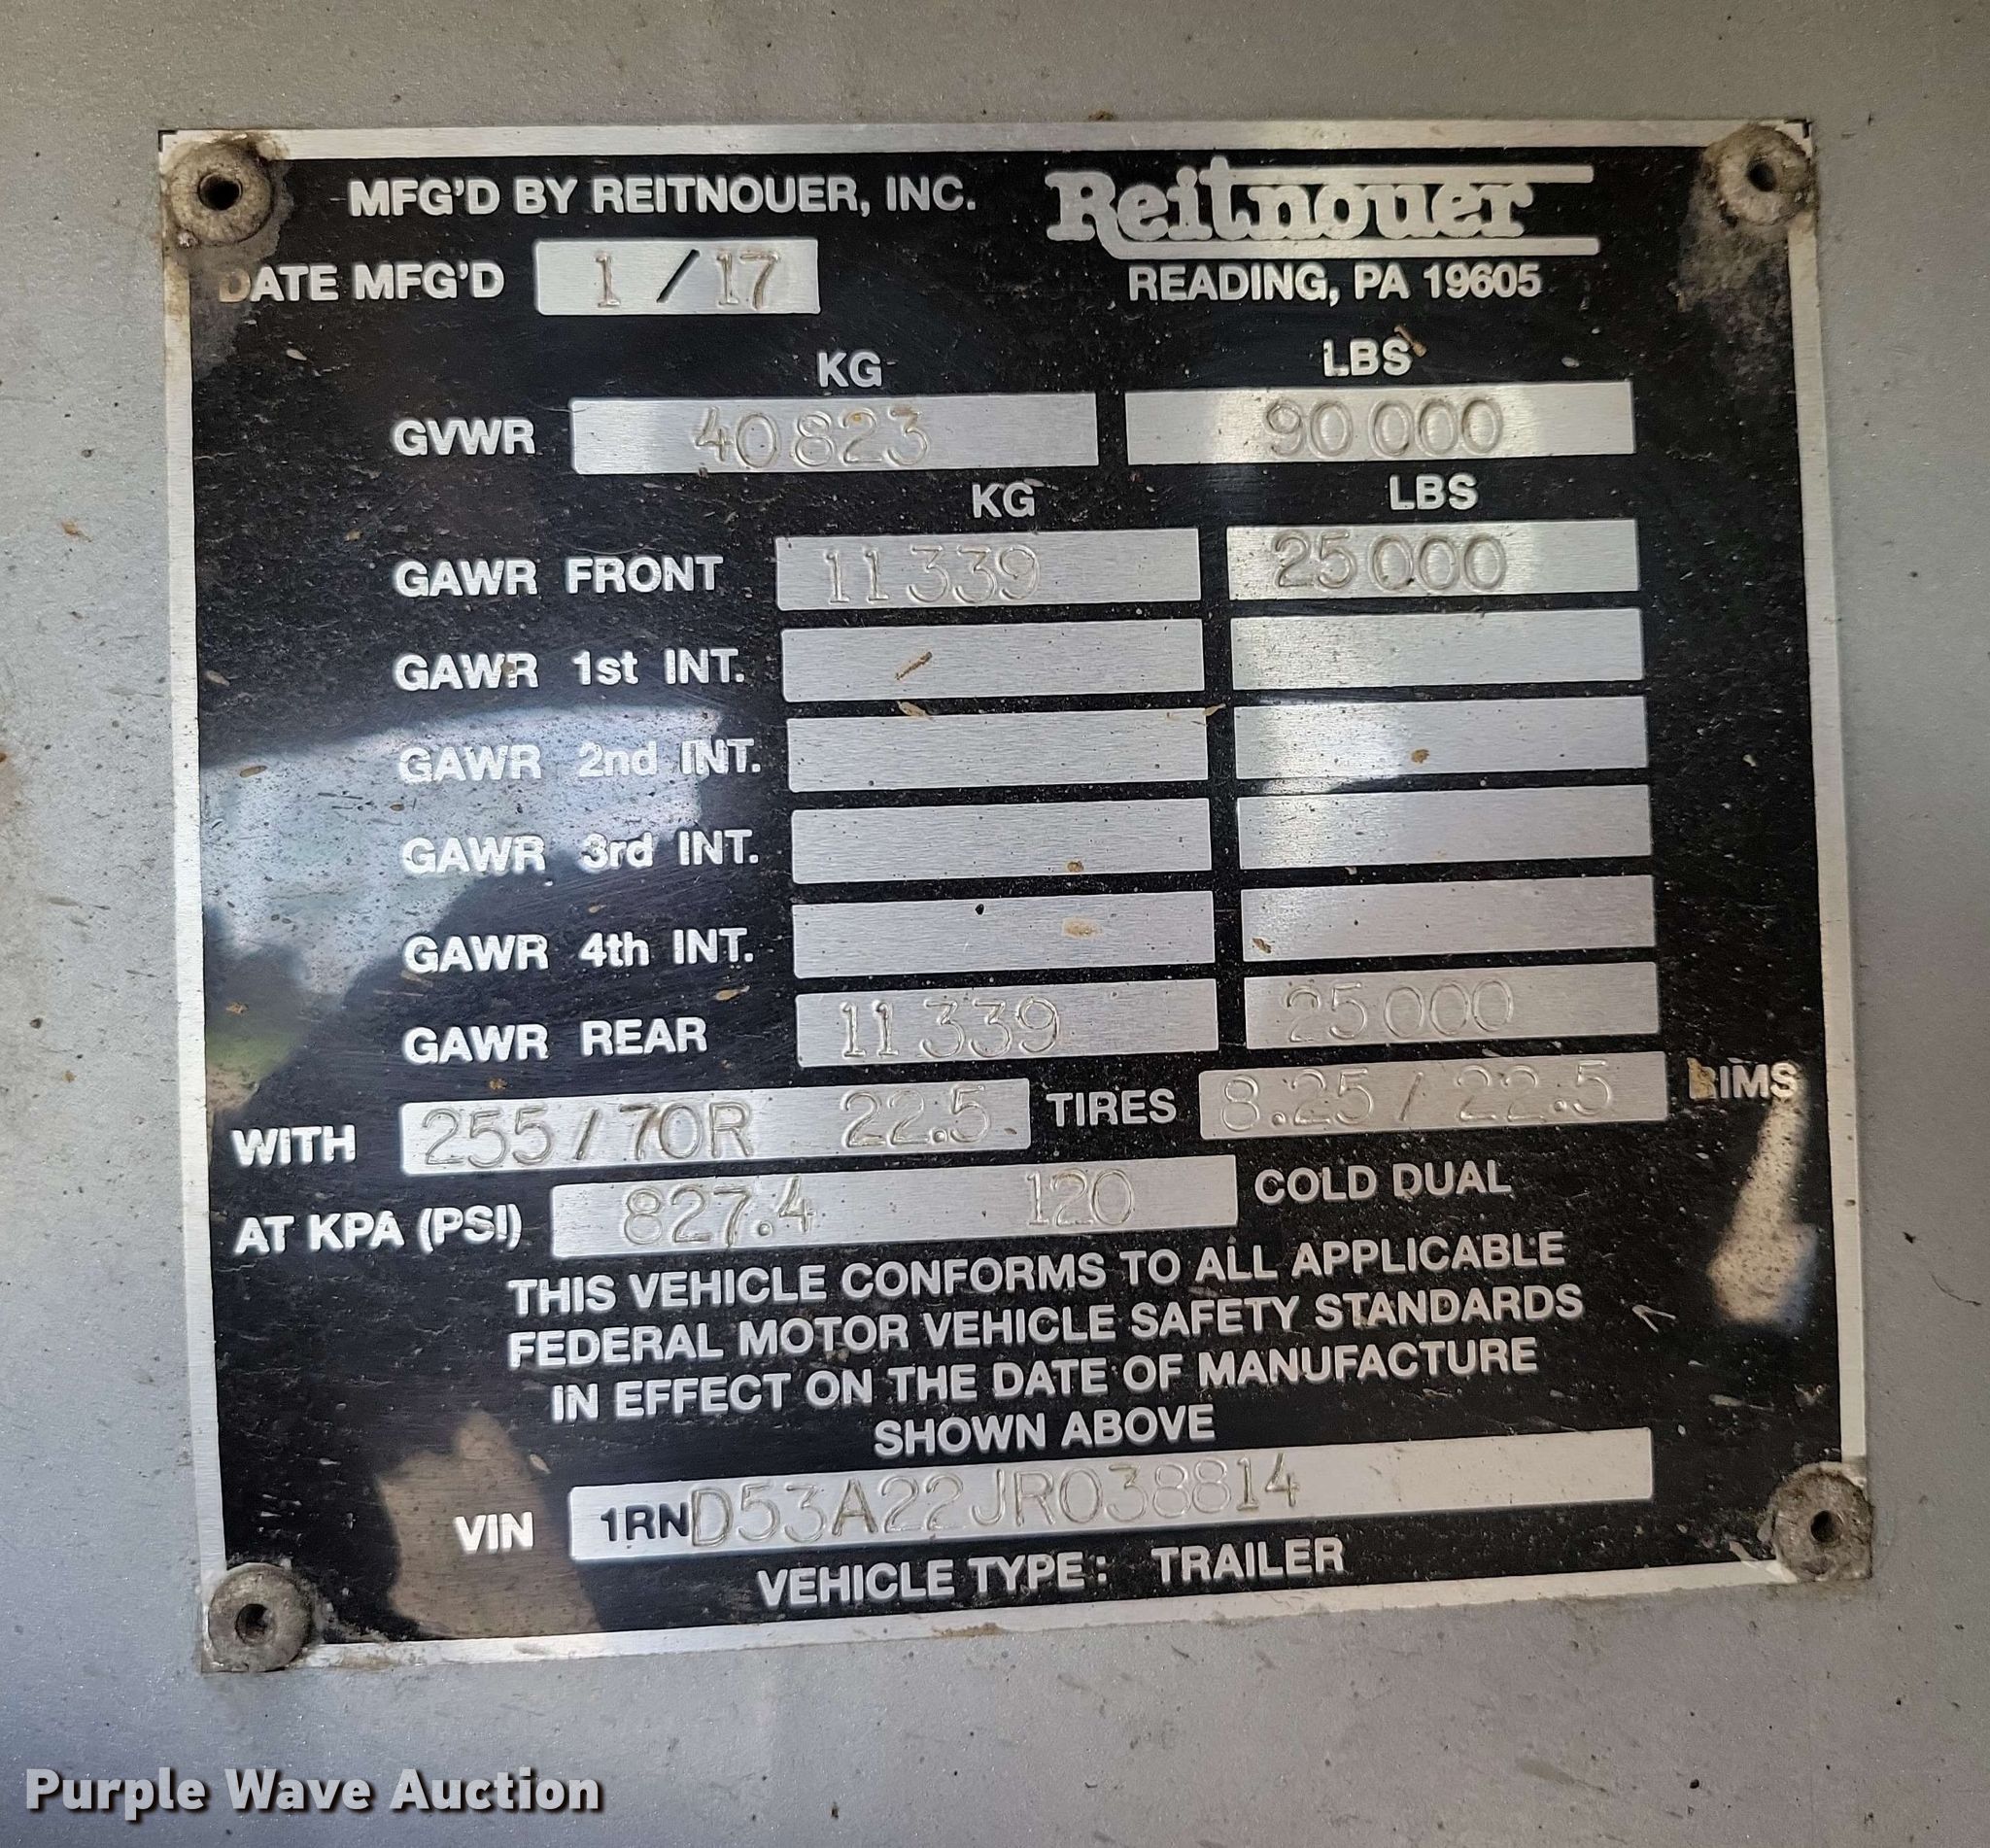 MFG'D BY REITNOUER, INC. Reitnouer
DATE MFG'D 1 / 17 READING, PA 19605
KG LBS
GVWR 40823 90000
KG LBS
GAWR FRONT 11339 25000
GAWR 1st INT.
GAWR 2nd INT.
GAWR 3rd INT.
GAWR 4th INT.
GAWR REAR 11339 25000
WITH 255/70R 22.5 TIRES 8.25/22.5 RIMS
AT KPA (PSI) 827.4 120 COLD DUAL
THIS VEHICLE CONFORMS TO ALL APPLICABLE
FEDERAL MOTOR VEHICLE SAFETY STANDARDS
IN EFFECT ON THE DATE OF MANUFACTURE
SHOWN ABOVE
VIN 1RND53A22JR038814
VEHICLE TYPE: TRAILER
Purple Wave Auction